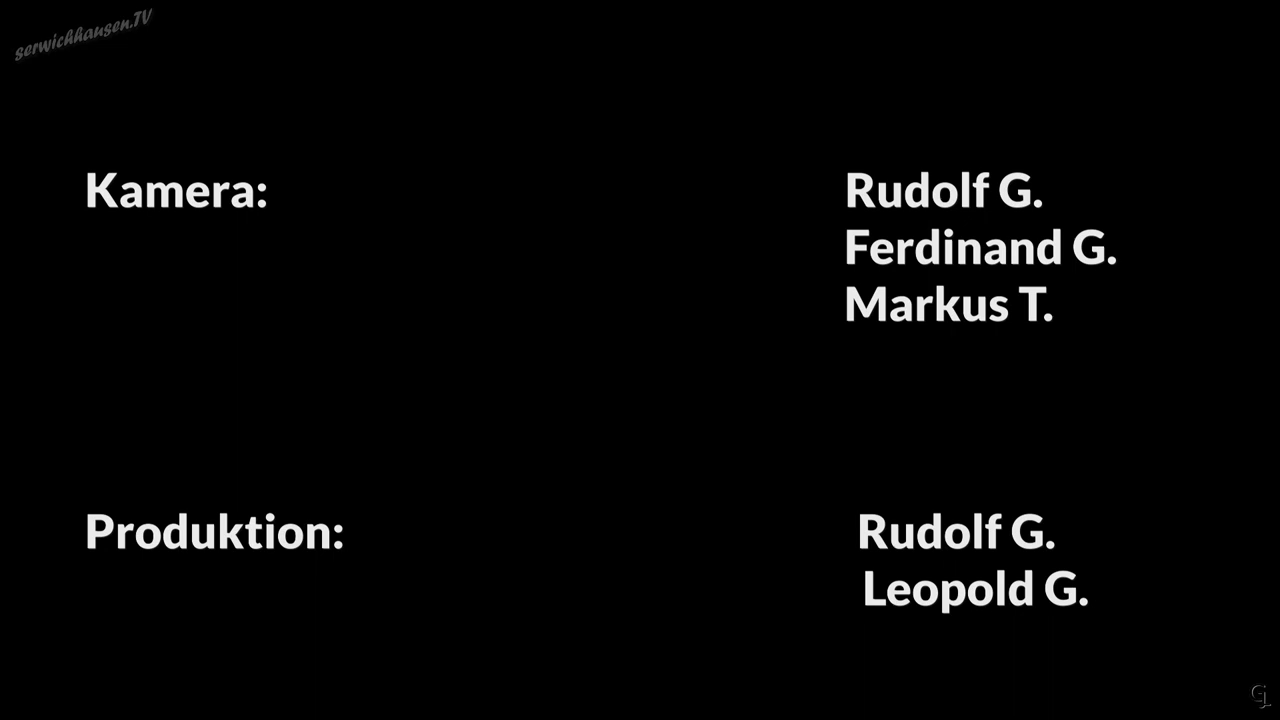 serwichhausen.TV
Kamera: Rudolf G.
Ferdinand G.
Markus T.
Produktion: Rudolf G.
Leopold G.